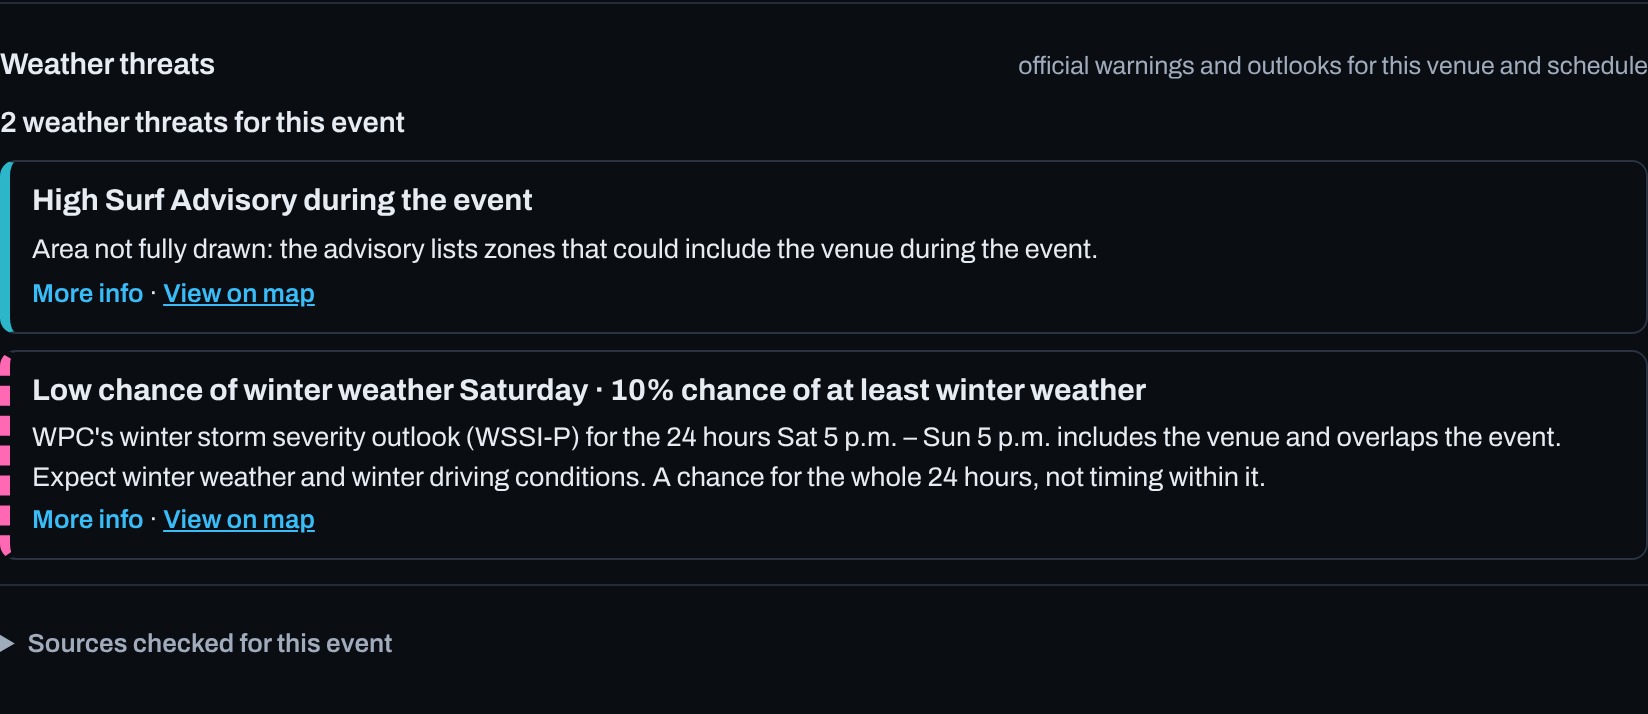 Weather threats
official warnings and outlooks for this venue and schedule
2 weather threats for this event
High Surf Advisory during the event
Area not fully drawn: the advisory lists zones that could include the venue during the event.
More info · View on map
Low chance of winter weather Saturday · 10% chance of at least winter weather
WPC's winter storm severity outlook (WSSI-P) for the 24 hours Sat 5 p.m. – Sun 5 p.m. includes the venue and overlaps the event.
Expect winter weather and winter driving conditions. A chance for the whole 24 hours, not timing within it.
More info · View on map
Sources checked for this event